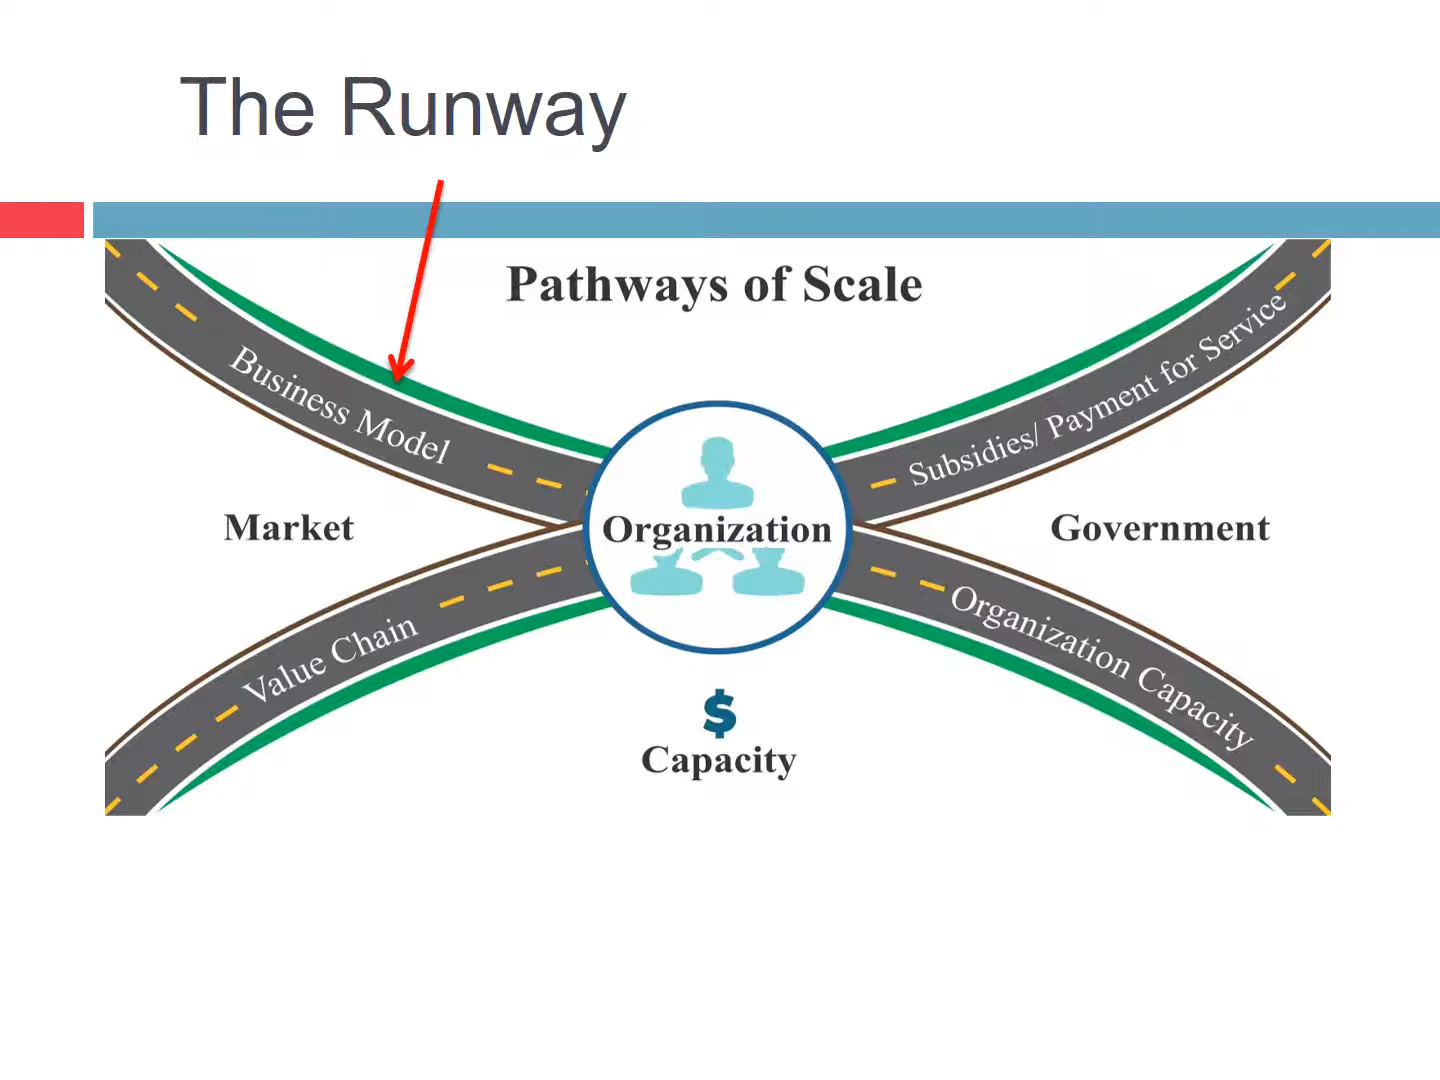 The Runway
Pathways of Scale
Business Model
Subsidies/ Payment for Service
Market
Organization
Government
Value Chain
Organization Capacity
$
Capacity